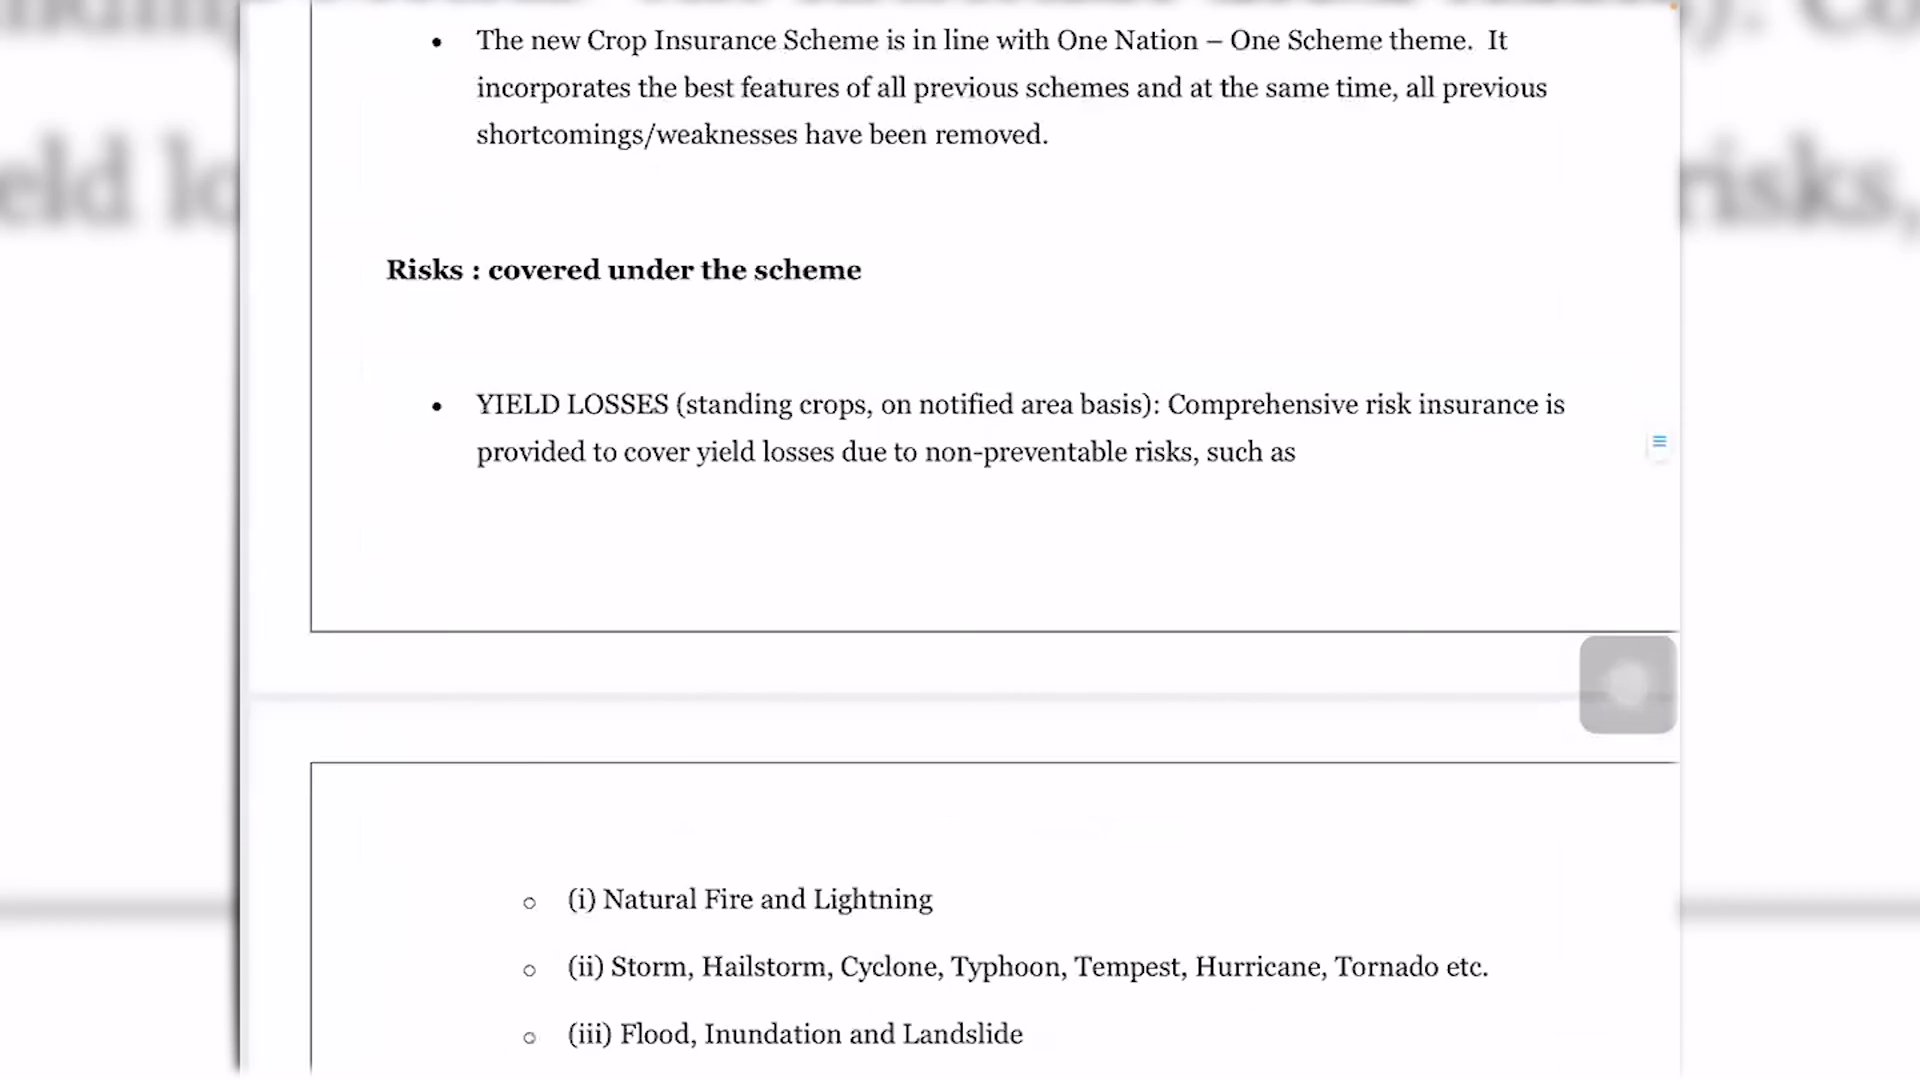 • The new Crop Insurance Scheme is in line with One Nation – One Scheme theme. It
incorporates the best features of all previous schemes and at the same time, all previous
shortcomings/weaknesses have been removed.
Risks : covered under the scheme
• YIELD LOSSES (standing crops, on notified area basis): Comprehensive risk insurance is
provided to cover yield losses due to non-preventable risks, such as
o (i) Natural Fire and Lightning
o (ii) Storm, Hailstorm, Cyclone, Typhoon, Tempest, Hurricane, Tornado etc.
o (iii) Flood, Inundation and Landslide